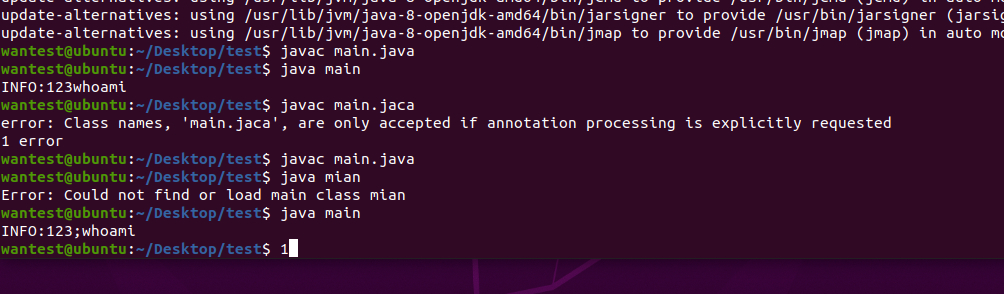 update-alternatives: using /usr/lib/jvm/java-8-openjdk-amd64/bin/jarsigner to provide /usr/bin/jarsigner (jarsi
update-alternatives: using /usr/lib/jvm/java-8-openjdk-amd64/bin/jmap to provide /usr/bin/jmap (jmap) in auto mo
wantest@ubuntu:~/Desktop/test$ javac main.java
wantest@ubuntu:~/Desktop/test$ java main
INFO:123whoami
wantest@ubuntu:~/Desktop/test$ javac main.jaca
error: Class names, 'main.jaca', are only accepted if annotation processing is explicitly requested
1 error
wantest@ubuntu:~/Desktop/test$ javac main.java
wantest@ubuntu:~/Desktop/test$ java mian
Error: Could not find or load main class mian
wantest@ubuntu:~/Desktop/test$ java main
INFO:123;whoami
wantest@ubuntu:~/Desktop/test$ 1